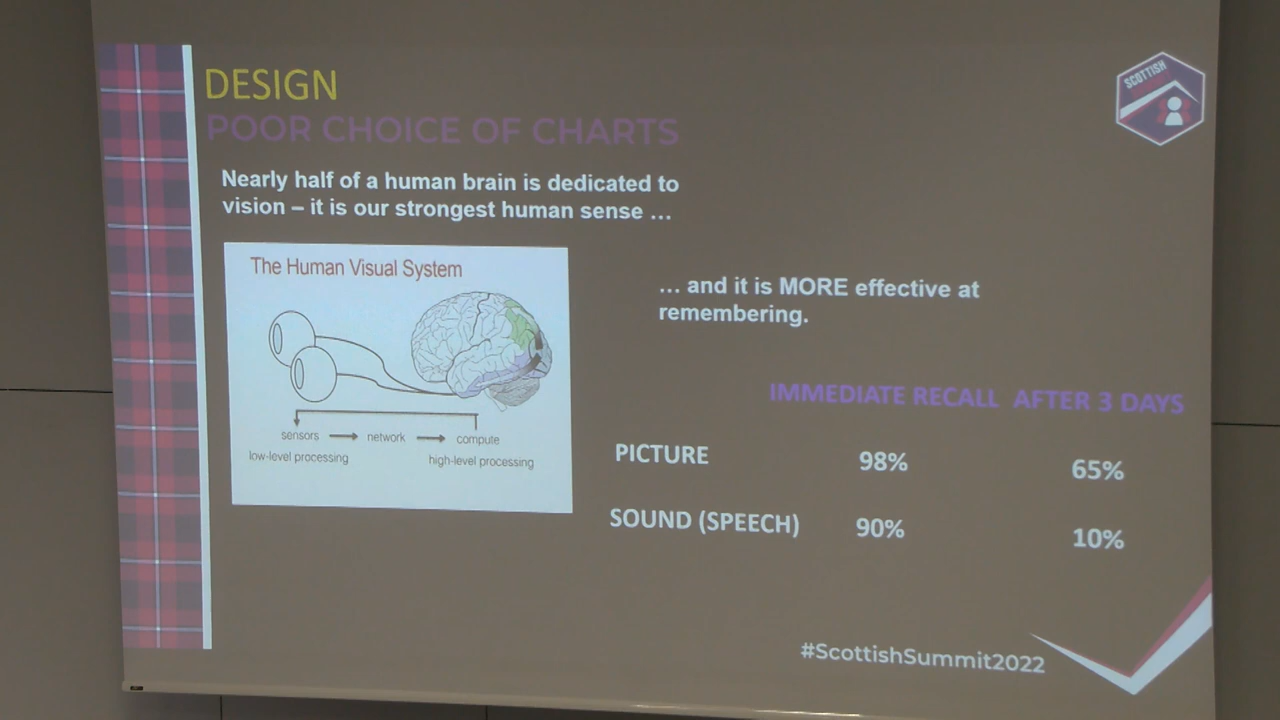 DESIGN
POOR CHOICE OF CHARTS
SCOTTISH
Nearly half of a human brain is dedicated to
vision – it is our strongest human sense …
The Human Visual System
sensors → network → compute
low-level processing high-level processing
… and it is MORE effective at
remembering.
IMMEDIATE RECALL AFTER 3 DAYS
PICTURE 98% 65%
SOUND (SPEECH) 90% 10%
#ScottishSummit2022